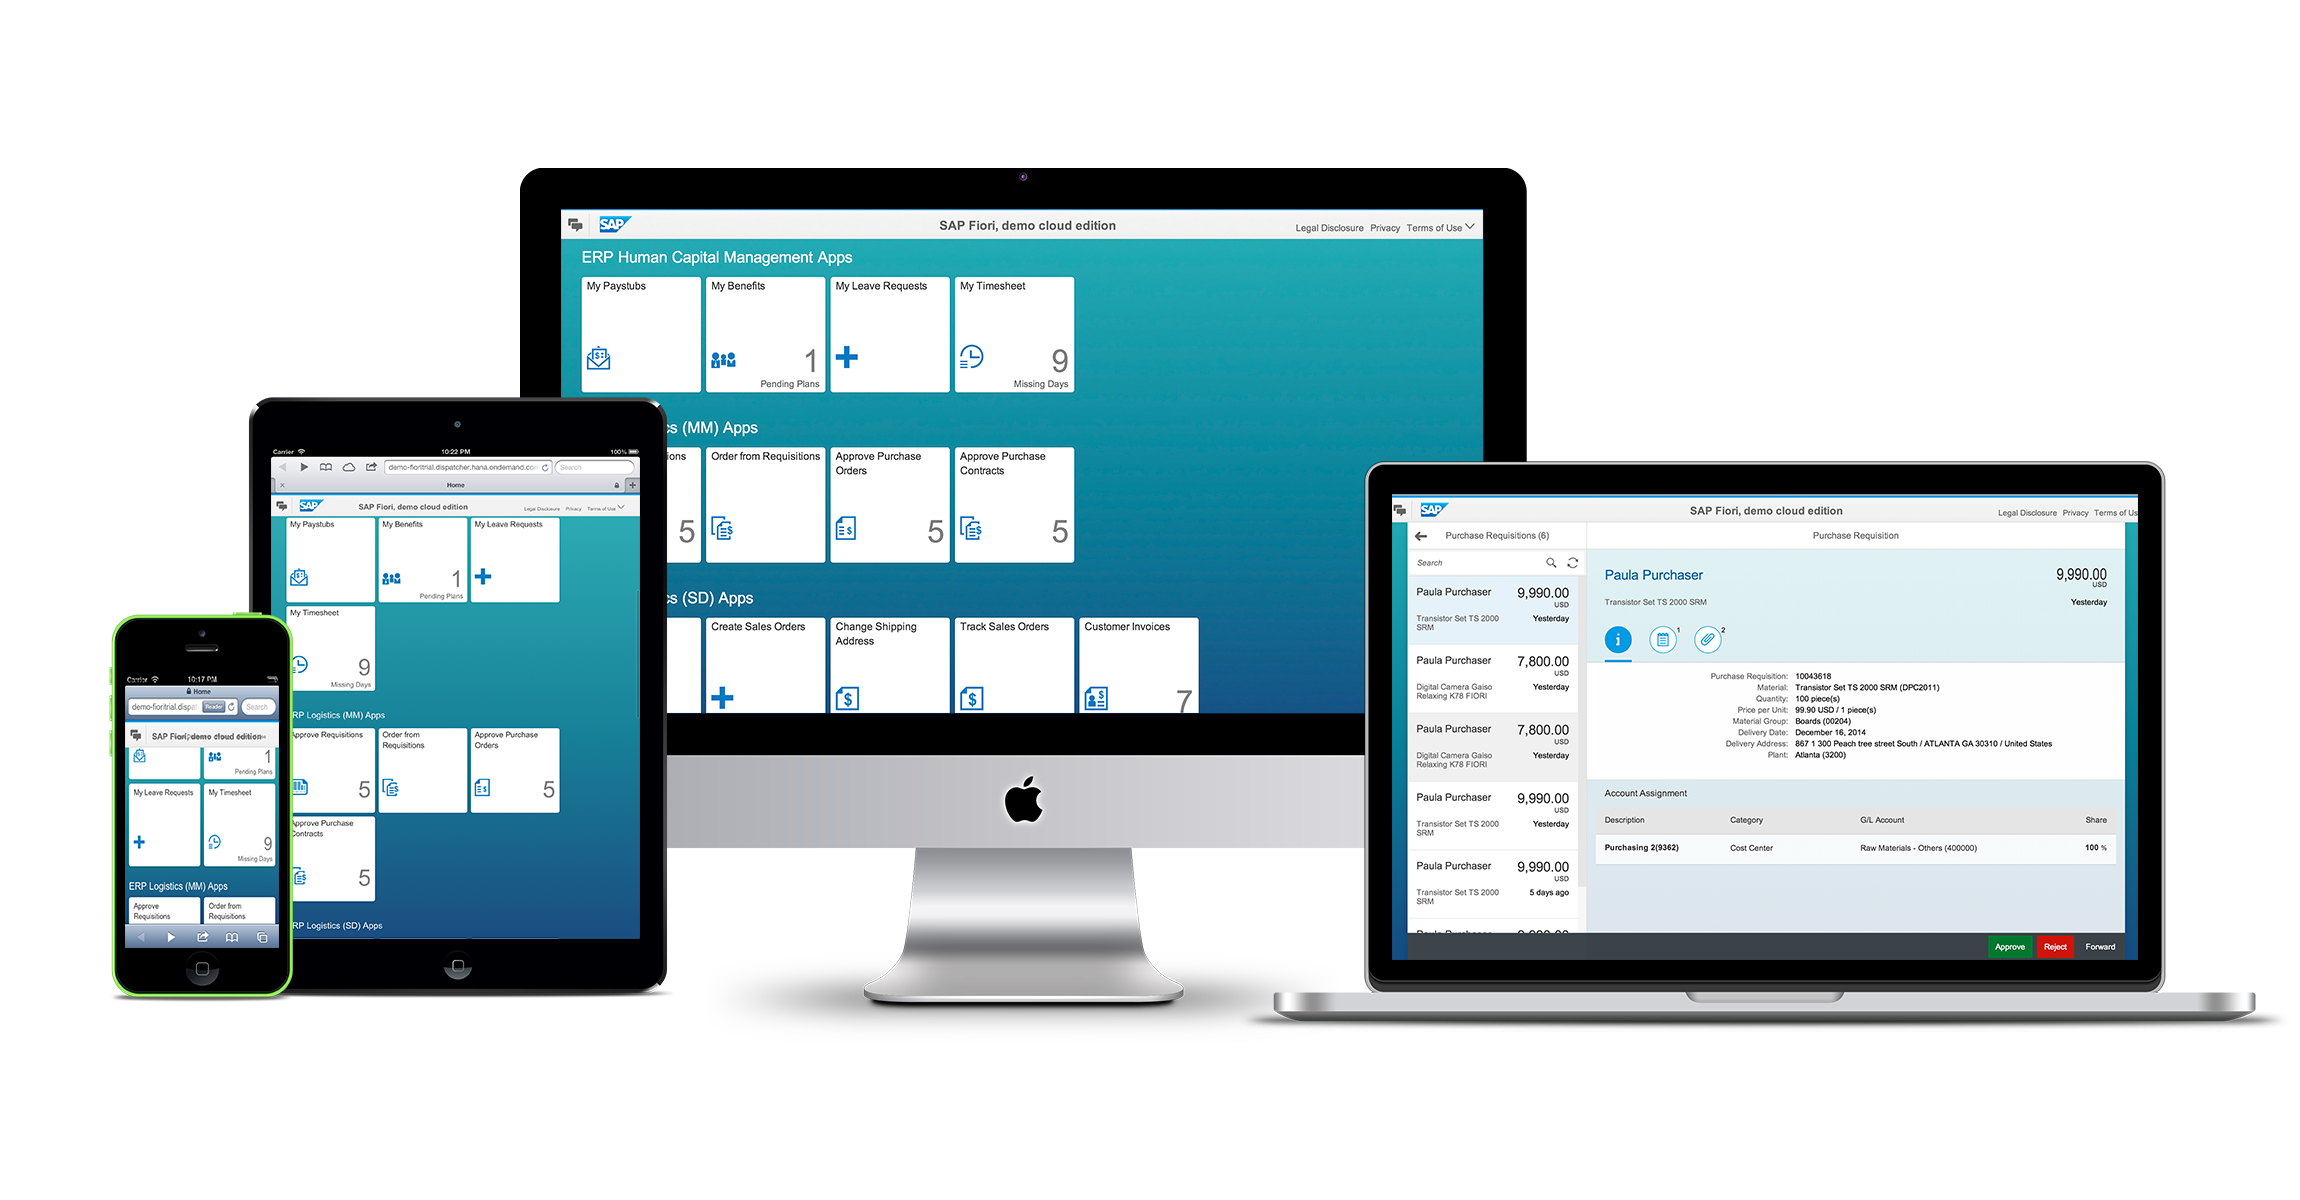 SAP
SAP Fiori, demo cloud edition
Legal Disclosure Privacy Terms of Use
ERP Human Capital Management Apps
My Paystubs
My Benefits
1
Pending Plans
My Leave Requests
My Timesheet
9
Missing Days
cs (MM) Apps
ions
5
Order from Requisitions
Approve Purchase
Orders
5
Approve Purchase
Contracts
5
cs (SD) Apps
Create Sales Orders
Change Shipping
Address
Track Sales Orders
Customer Invoices
7
Carrier 10:22 PM 100%
demo-fioritrial.dispatcher.hana.ondemand.com
Search
Home
SAP
SAP Fiori, demo cloud edition
Legal Disclosure Privacy Terms of Use
My Paystubs
My Benefits
1
Pending Plans
My Leave Requests
My Timesheet
9
Missing Days
RP Logistics (MM) Apps
Approve Requisitions
5
Order from
Requisitions
Approve Purchase
Orders
5
Approve Purchase
Contracts
5
RP Logistics (SD) Apps
Carrier 10:17 PM
Home
demo-fioritrial.dispat
Reader
Search
SAP Fiori, demo cloud edition
1
Pending Plans
My Leave Requests
My Timesheet
9
Missing Days
ERP Logistics (MM) Apps
Approve
Requisitions
Order from
Requisitions
SAP
SAP Fiori, demo cloud edition
Legal Disclosure Privacy Terms of Us
Purchase Requisitions (6)
Search
Paula Purchaser 9,990.00
USD
Transistor Set TS 2000 Yesterday
SRM
Paula Purchaser 7,800.00
USD
Digital Camera Gaiso Yesterday
Relaxing K78 FIORI
Paula Purchaser 7,800.00
USD
Digital Camera Gaiso Yesterday
Relaxing K78 FIORI
Paula Purchaser 9,990.00
USD
Transistor Set TS 2000 Yesterday
SRM
Paula Purchaser 9,990.00
USD
Transistor Set TS 2000 5 days ago
SRM
Paula Purchaser 9,990.00
Purchase Requisition
Paula Purchaser 9,990.00
USD
Transistor Set TS 2000 SRM Yesterday
1
2
Purchase Requisition: 10043618
Material: Transistor Set TS 2000 SRM (DPC2011)
Quantity: 100 piece(s)
Price per Unit: 99.90 USD / 1 piece(s)
Material Group: Boards (00204)
Delivery Date: December 16, 2014
Delivery Address: 867 1 300 Peach tree street South / ATLANTA GA 30310 / United States
Plant: Atlanta (3200)
Account Assignment
Description Category G/L Account Share
Purchasing 2(9362) Cost Center Raw Materials - Others (400000) 100 %
Approve Reject Forward